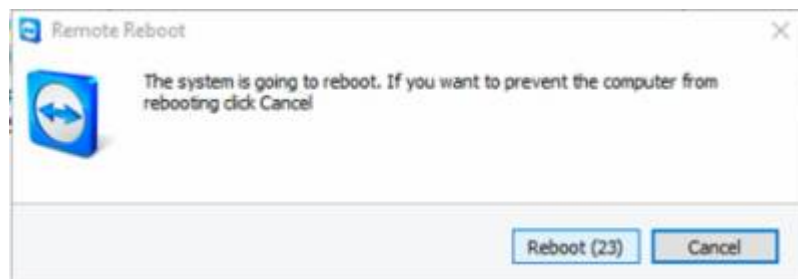 Remote Reboot
The system is going to reboot. If you want to prevent the computer from
rebooting click Cancel
Reboot (23)
Cancel